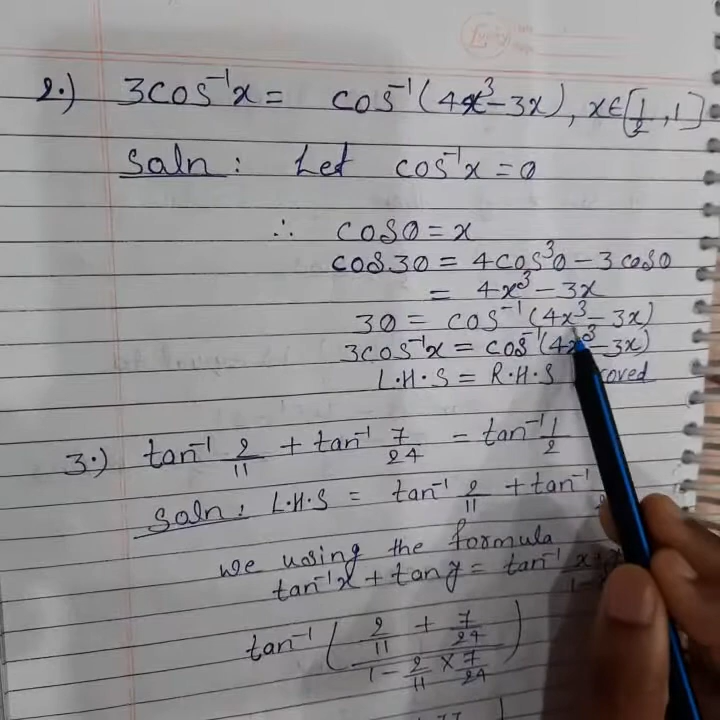 2.) 3cos⁻¹x = cos⁻¹(4x³-3x), x∈[1/2, 1]
Soln: Let cos⁻¹x = θ
∴ cosθ = x
cos3θ = 4cos³θ - 3cosθ
= 4x³ - 3x
3θ = cos⁻¹(4x³ - 3x)
3cos⁻¹x = cos⁻¹(4x³ - 3x)
L.H.S = R.H.S
3.) tan⁻¹ 2/11 + tan⁻¹ 7/24 = tan⁻¹ 1/2
Soln: L.H.S = tan⁻¹ 2/11 + tan⁻¹
we using the formula
tan⁻¹x + tan y = tan⁻¹
tan⁻¹ ( (2/11 + 7/24) / (1 - 2/11 × 7/24) )